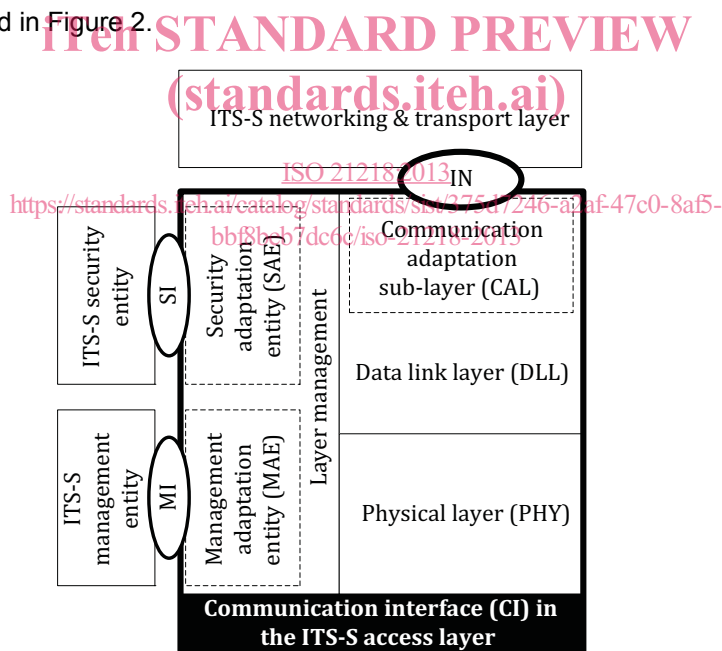 d in Figure 2.
iTeh STANDARD PREVIEW
(standards.iteh.ai)
ITS-S networking & transport layer
ISO 21218:2013
IN
https://standards.iteh.ai/catalog/standards/sist/375d7246-a2af-47c0-8af5-
bbf8bcb7dc6c/iso-21218-2013
Communication
adaptation
sub-layer (CAL)
ITS-S security
entity
SI
Security
adaptation
entity (SAE)
Layer management
Data link layer (DLL)
ITS-S
management
entity
MI
Management
adaptation
entity (MAE)
Physical layer (PHY)
Communication interface (CI) in
the ITS-S access layer